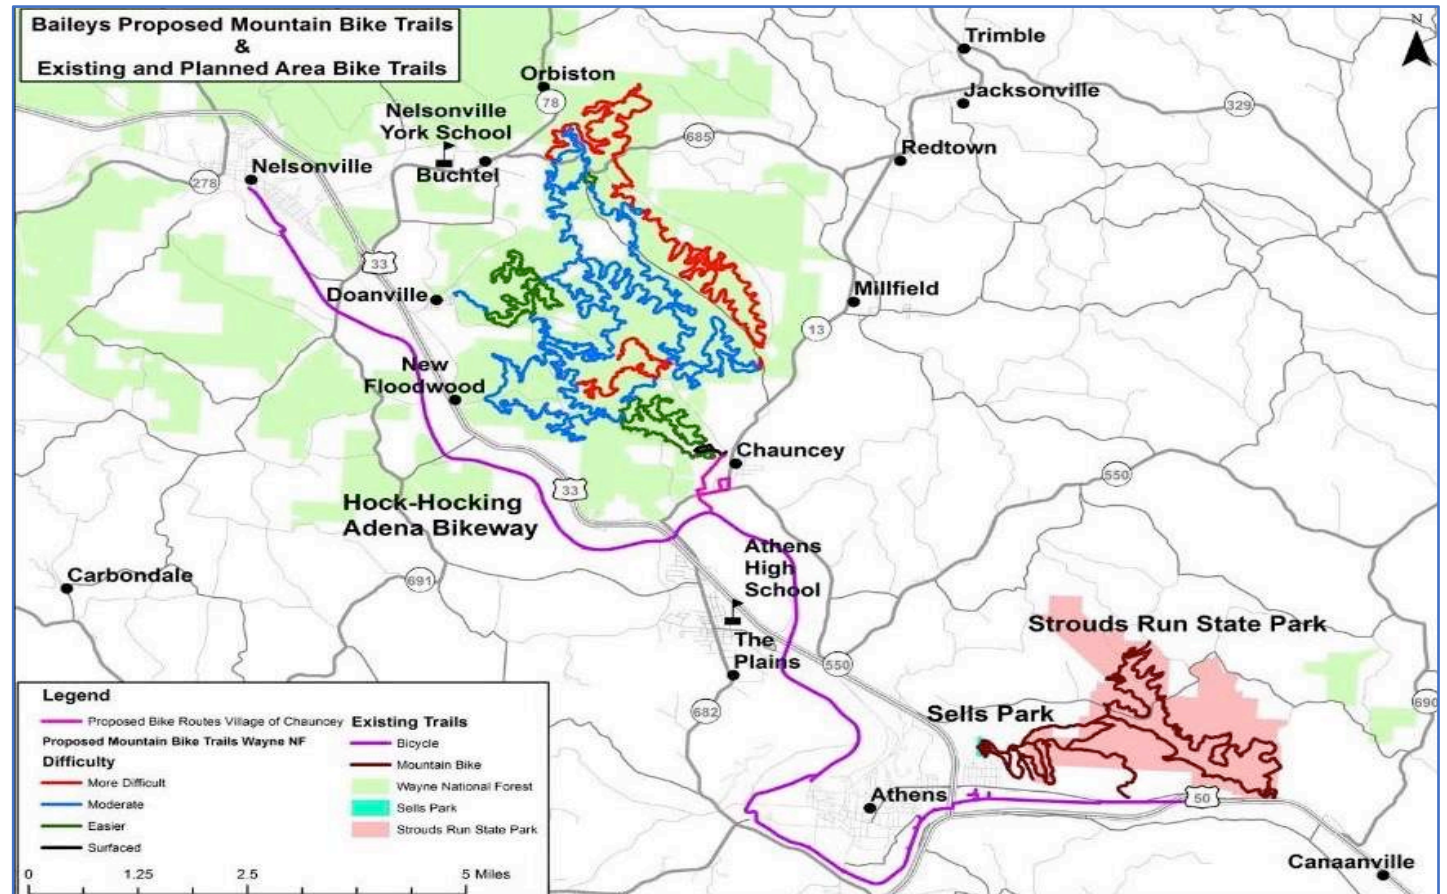 Baileys Proposed Mountain Bike Trails
&
Existing and Planned Area Bike Trails
N
Trimble
Orbiston
78
Jacksonville
329
Nelsonville
York School
685
Redtown
Nelsonville
Buchtel
278
33
Doanville
Millfield
13
New
Floodwood
Chauncey
550
33
Hock-Hocking
Adena Bikeway
Athens
High
School
Carbondale
691
Strouds Run State Park
The
Plains
550
690
682
Sells Park
Athens
50
Canaanville
Legend
Proposed Bike Routes Village of Chauncey
Proposed Mountain Bike Trails Wayne NF
Difficulty
More Difficult
Moderate
Easier
Surfaced
Existing Trails
Bicycle
Mountain Bike
Wayne National Forest
Sells Park
Strouds Run State Park
0 1.25 2.5 5 Miles